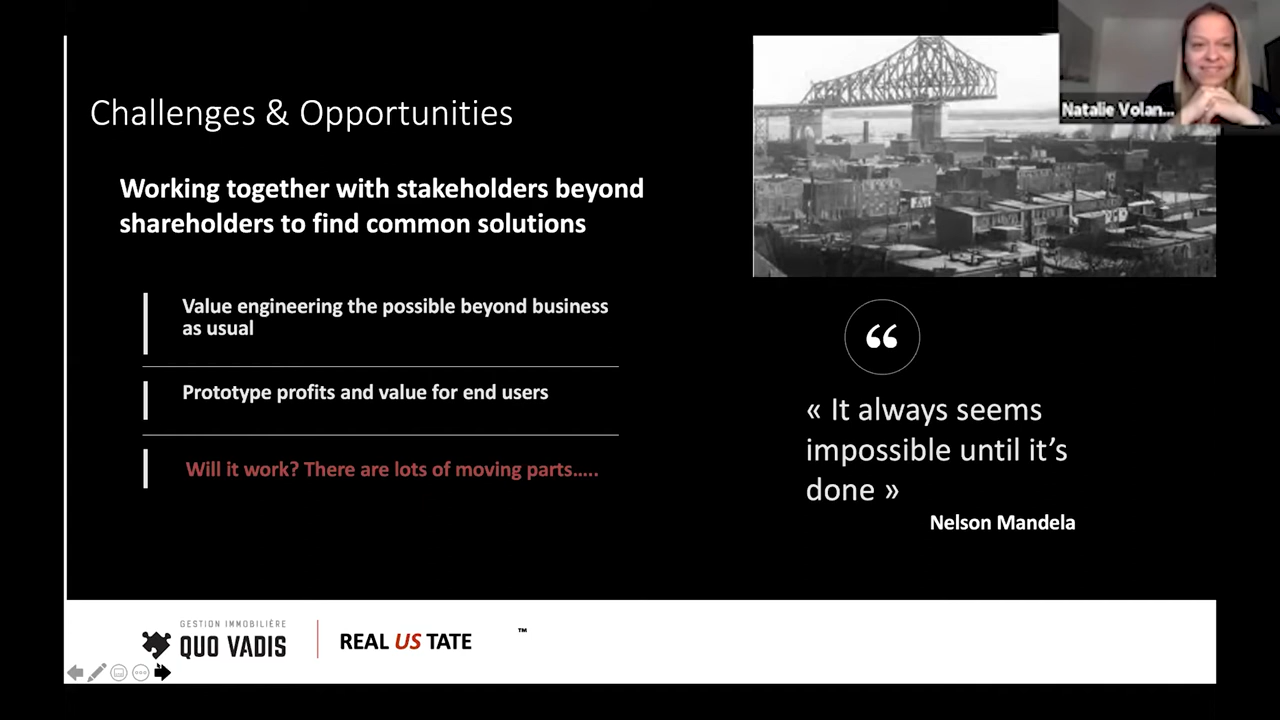 Challenges & Opportunities
Working together with stakeholders beyond
shareholders to find common solutions
Value engineering the possible beyond business
as usual
Prototype profits and value for end users
Will it work? There are lots of moving parts.....
Natalie Volan...
“
« It always seems
impossible until it’s
done »
Nelson Mandela
GESTION IMMOBILIÈRE
QUO VADIS
REAL US TATE
™